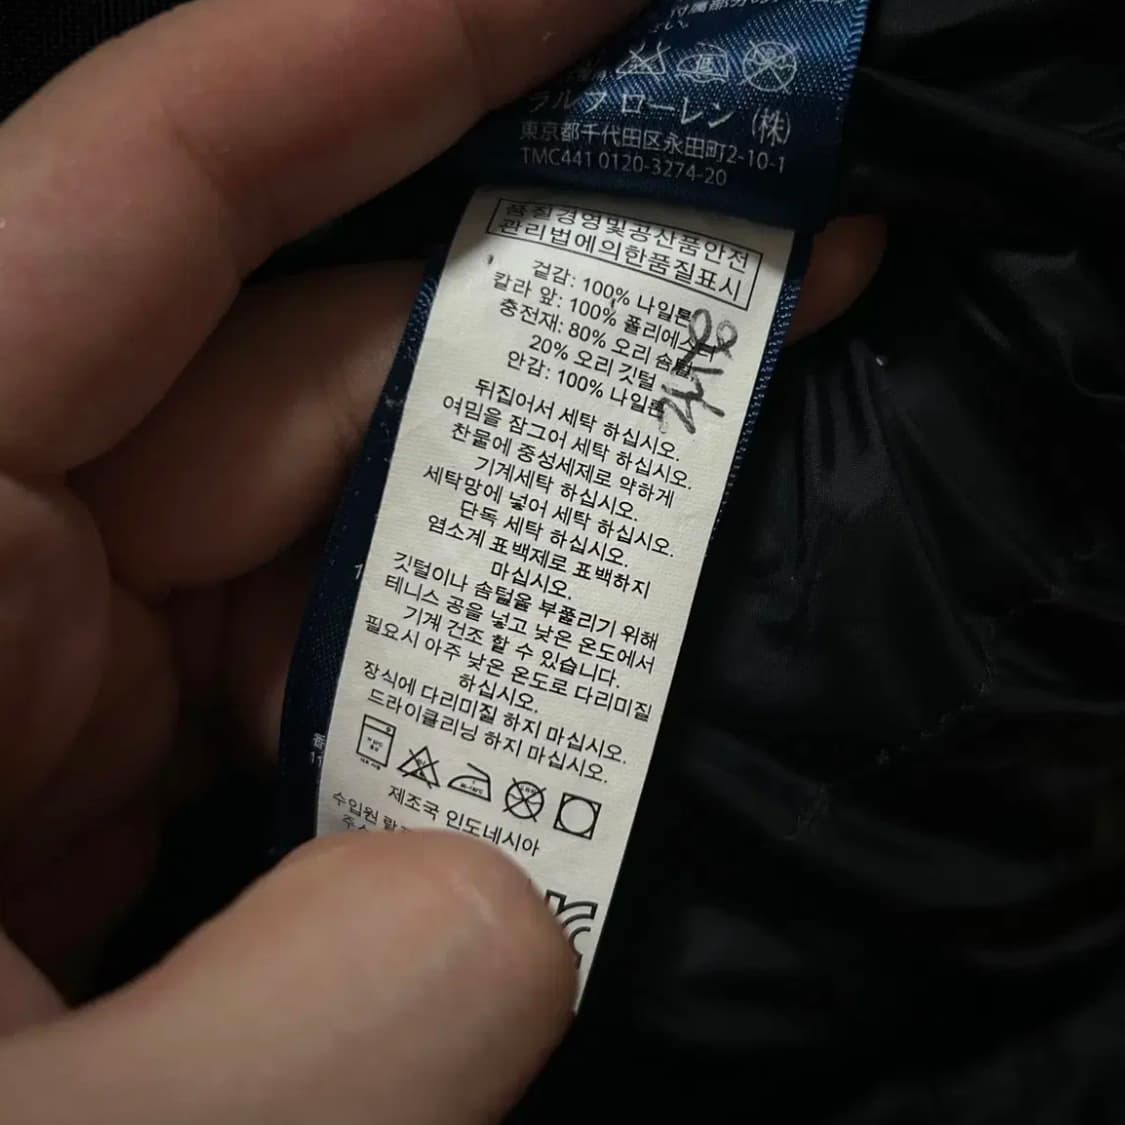 ラルフ ローレン (株)
東京都千代田区永田町2-10-1
TMC441 0120-3274-20
품질경영및공산품안전
관리법에의한품질표시
겉감: 100% 나일론
칼라 앞: 100% 폴리에스터
충전재: 80% 오리 솜털
20% 오리 깃털
안감: 100% 나일론
뒤집어서 세탁 하십시오.
여밈을 잠그어 세탁 하십시오.
찬물에 중성세제로 약하게
기계세탁 하십시오.
세탁망에 넣어 세탁 하십시오.
단독 세탁 하십시오.
염소계 표백제로 표백하지
마십시오.
깃털이나 솜털을 부풀리기 위해
테니스 공을 넣고 낮은 온도에서
기계 건조 할 수 있습니다.
필요시 아주 낮은 온도로 다리미질
하십시오.
장식에 다리미질 하지 마십시오.
드라이클리닝 하지 마십시오.
제조국 인도네시아
수입원